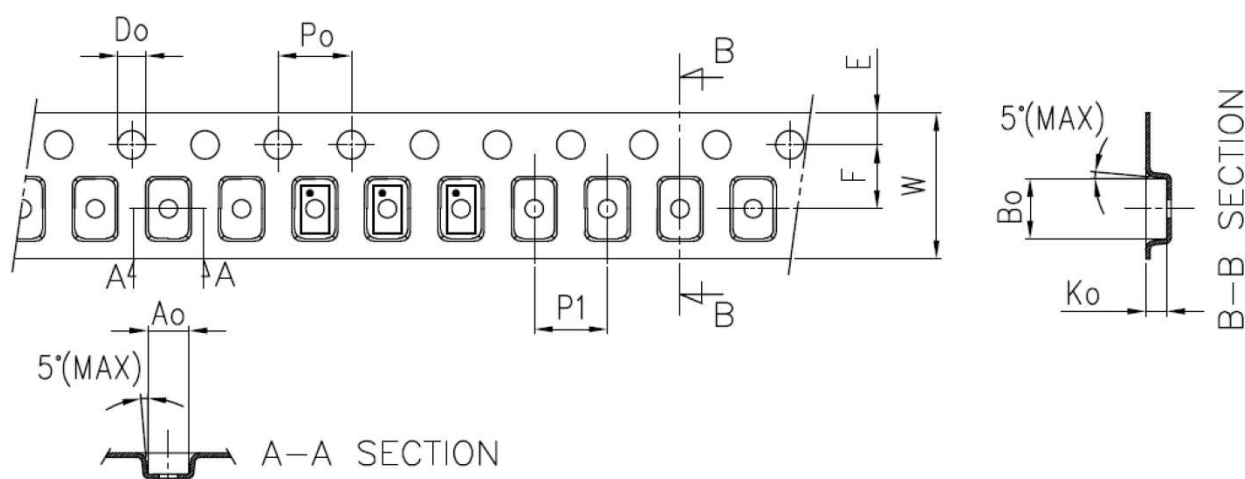 Do
Po
B
E
5°(MAX)
F
W
Bo
A
A
P1
B
Ko
B-B SECTION
Ao
5°(MAX)
A-A SECTION